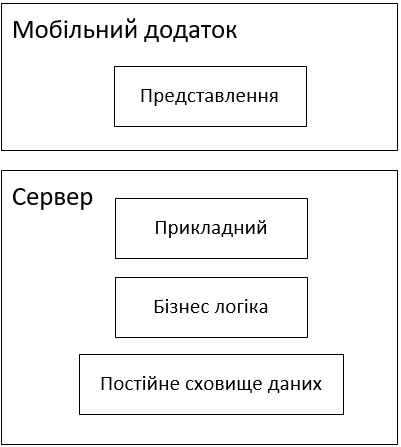 Мобільний додаток
Представлення
Сервер
Прикладний
Бізнес логіка
Постійне сховище даних